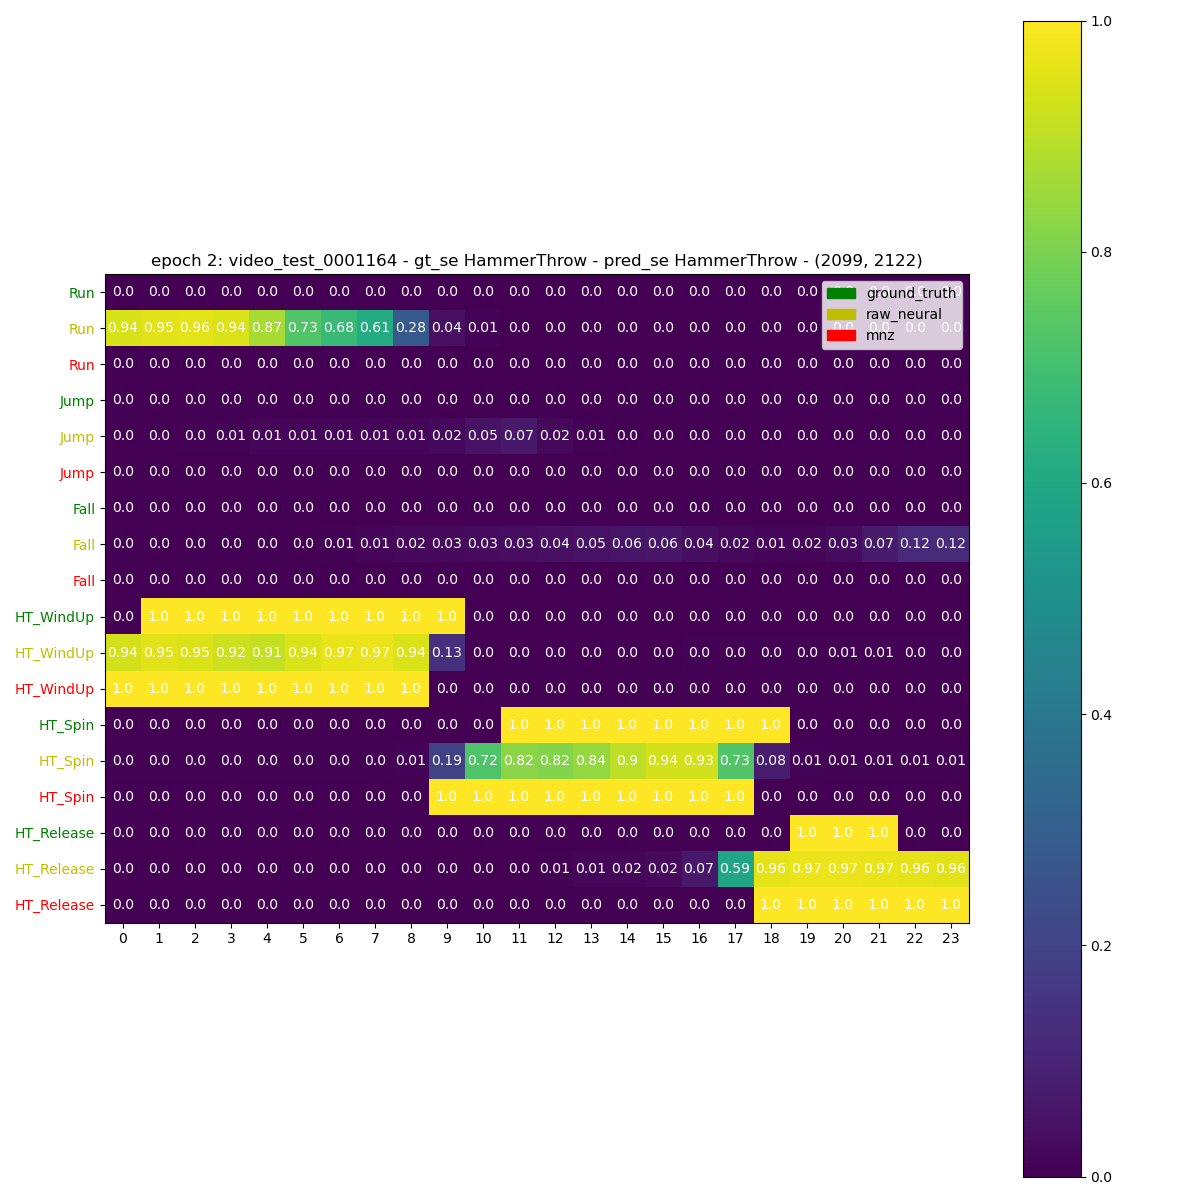 epoch 2: video_test_0001164 - gt_se HammerThrow - pred_se HammerThrow - (2099, 2122)
Run 0.0 0.0 0.0 0.0 0.0 0.0 0.0 0.0 0.0 0.0 0.0 0.0 0.0 0.0 0.0 0.0 0.0 0.0 0.0 0.0 0.0 0.0 0.0 0.0
ground_truth
Run 0.94 0.95 0.96 0.94 0.87 0.73 0.68 0.61 0.28 0.04 0.01 0.0 0.0 0.0 0.0 0.0 0.0 0.0 0.0 0.0 0.0 0.0 0.0 0.0
raw_neural
mnz
Run 0.0 0.0 0.0 0.0 0.0 0.0 0.0 0.0 0.0 0.0 0.0 0.0 0.0 0.0 0.0 0.0 0.0 0.0 0.0 0.0 0.0 0.0 0.0 0.0
Jump 0.0 0.0 0.0 0.0 0.0 0.0 0.0 0.0 0.0 0.0 0.0 0.0 0.0 0.0 0.0 0.0 0.0 0.0 0.0 0.0 0.0 0.0 0.0 0.0
Jump 0.0 0.0 0.0 0.01 0.01 0.01 0.01 0.01 0.01 0.02 0.05 0.07 0.02 0.01 0.0 0.0 0.0 0.0 0.0 0.0 0.0 0.0 0.0 0.0
Jump 0.0 0.0 0.0 0.0 0.0 0.0 0.0 0.0 0.0 0.0 0.0 0.0 0.0 0.0 0.0 0.0 0.0 0.0 0.0 0.0 0.0 0.0 0.0 0.0
Fall 0.0 0.0 0.0 0.0 0.0 0.0 0.0 0.0 0.0 0.0 0.0 0.0 0.0 0.0 0.0 0.0 0.0 0.0 0.0 0.0 0.0 0.0 0.0 0.0
Fall 0.0 0.0 0.0 0.0 0.0 0.0 0.01 0.01 0.02 0.03 0.03 0.03 0.04 0.05 0.06 0.06 0.04 0.02 0.01 0.02 0.03 0.07 0.12 0.12
Fall 0.0 0.0 0.0 0.0 0.0 0.0 0.0 0.0 0.0 0.0 0.0 0.0 0.0 0.0 0.0 0.0 0.0 0.0 0.0 0.0 0.0 0.0 0.0 0.0
HT_WindUp 0.0 1.0 1.0 1.0 1.0 1.0 1.0 1.0 1.0 1.0 0.0 0.0 0.0 0.0 0.0 0.0 0.0 0.0 0.0 0.0 0.0 0.0 0.0 0.0
HT_WindUp 0.94 0.95 0.95 0.92 0.91 0.94 0.97 0.97 0.94 0.13 0.0 0.0 0.0 0.0 0.0 0.0 0.0 0.0 0.0 0.0 0.01 0.01 0.0 0.0
HT_WindUp 1.0 1.0 1.0 1.0 1.0 1.0 1.0 1.0 1.0 0.0 0.0 0.0 0.0 0.0 0.0 0.0 0.0 0.0 0.0 0.0 0.0 0.0 0.0 0.0
HT_Spin 0.0 0.0 0.0 0.0 0.0 0.0 0.0 0.0 0.0 0.0 0.0 1.0 1.0 1.0 1.0 1.0 1.0 1.0 1.0 0.0 0.0 0.0 0.0 0.0
HT_Spin 0.0 0.0 0.0 0.0 0.0 0.0 0.0 0.0 0.01 0.19 0.72 0.82 0.82 0.84 0.9 0.94 0.93 0.73 0.08 0.01 0.01 0.01 0.01 0.01
HT_Spin 0.0 0.0 0.0 0.0 0.0 0.0 0.0 0.0 0.0 1.0 1.0 1.0 1.0 1.0 1.0 1.0 1.0 1.0 0.0 0.0 0.0 0.0 0.0 0.0
HT_Release 0.0 0.0 0.0 0.0 0.0 0.0 0.0 0.0 0.0 0.0 0.0 0.0 0.0 0.0 0.0 0.0 0.0 0.0 0.0 1.0 1.0 1.0 0.0 0.0
HT_Release 0.0 0.0 0.0 0.0 0.0 0.0 0.0 0.0 0.0 0.0 0.0 0.0 0.01 0.01 0.02 0.02 0.07 0.59 0.96 0.97 0.97 0.97 0.96 0.96
HT_Release 0.0 0.0 0.0 0.0 0.0 0.0 0.0 0.0 0.0 0.0 0.0 0.0 0.0 0.0 0.0 0.0 0.0 0.0 1.0 1.0 1.0 1.0 1.0 1.0
0 1 2 3 4 5 6 7 8 9 10 11 12 13 14 15 16 17 18 19 20 21 22 23
1.0
0.8
0.6
0.4
0.2
0.0